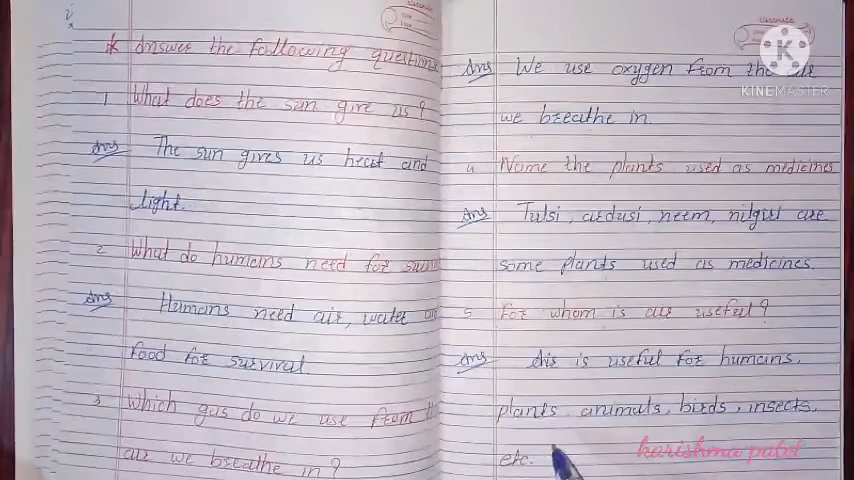 * Answer the following questions
1 What does the sun give us?
Ans The sun gives us heat and
light.
2 What do humans need for survival
Ans Humans need air, water and
food for survival.
3 Which gas do we use from the
air we breathe in?
classmate
Ans We use oxygen from the air
we breathe in.
4 Name the plants used as medicines
Ans Tulsi, ardusi, neem, nilgiri are
some plants used as medicines.
5 For whom is air useful?
Ans Air is useful for humans,
plants, animals, birds, insects,
etc.
K
KINEMASTER
karishma patel